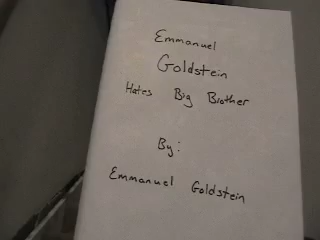 Emmanuel
Goldstein
Hates Big Brother
By:
Emmanuel Goldstein